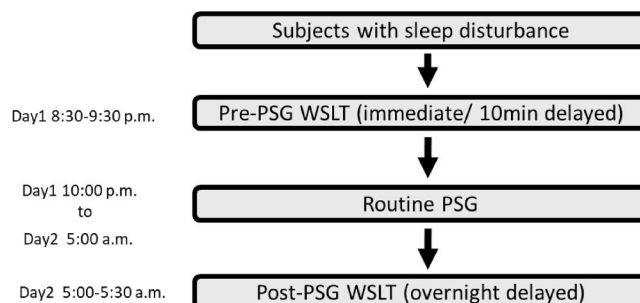 Subjects with sleep disturbance
Day1 8:30-9:30 p.m.
Pre-PSG WSLT (immediate/ 10min delayed)
Day1 10:00 p.m.
to
Day2 5:00 a.m.
Routine PSG
Day2 5:00-5:30 a.m.
Post-PSG WSLT (overnight delayed)